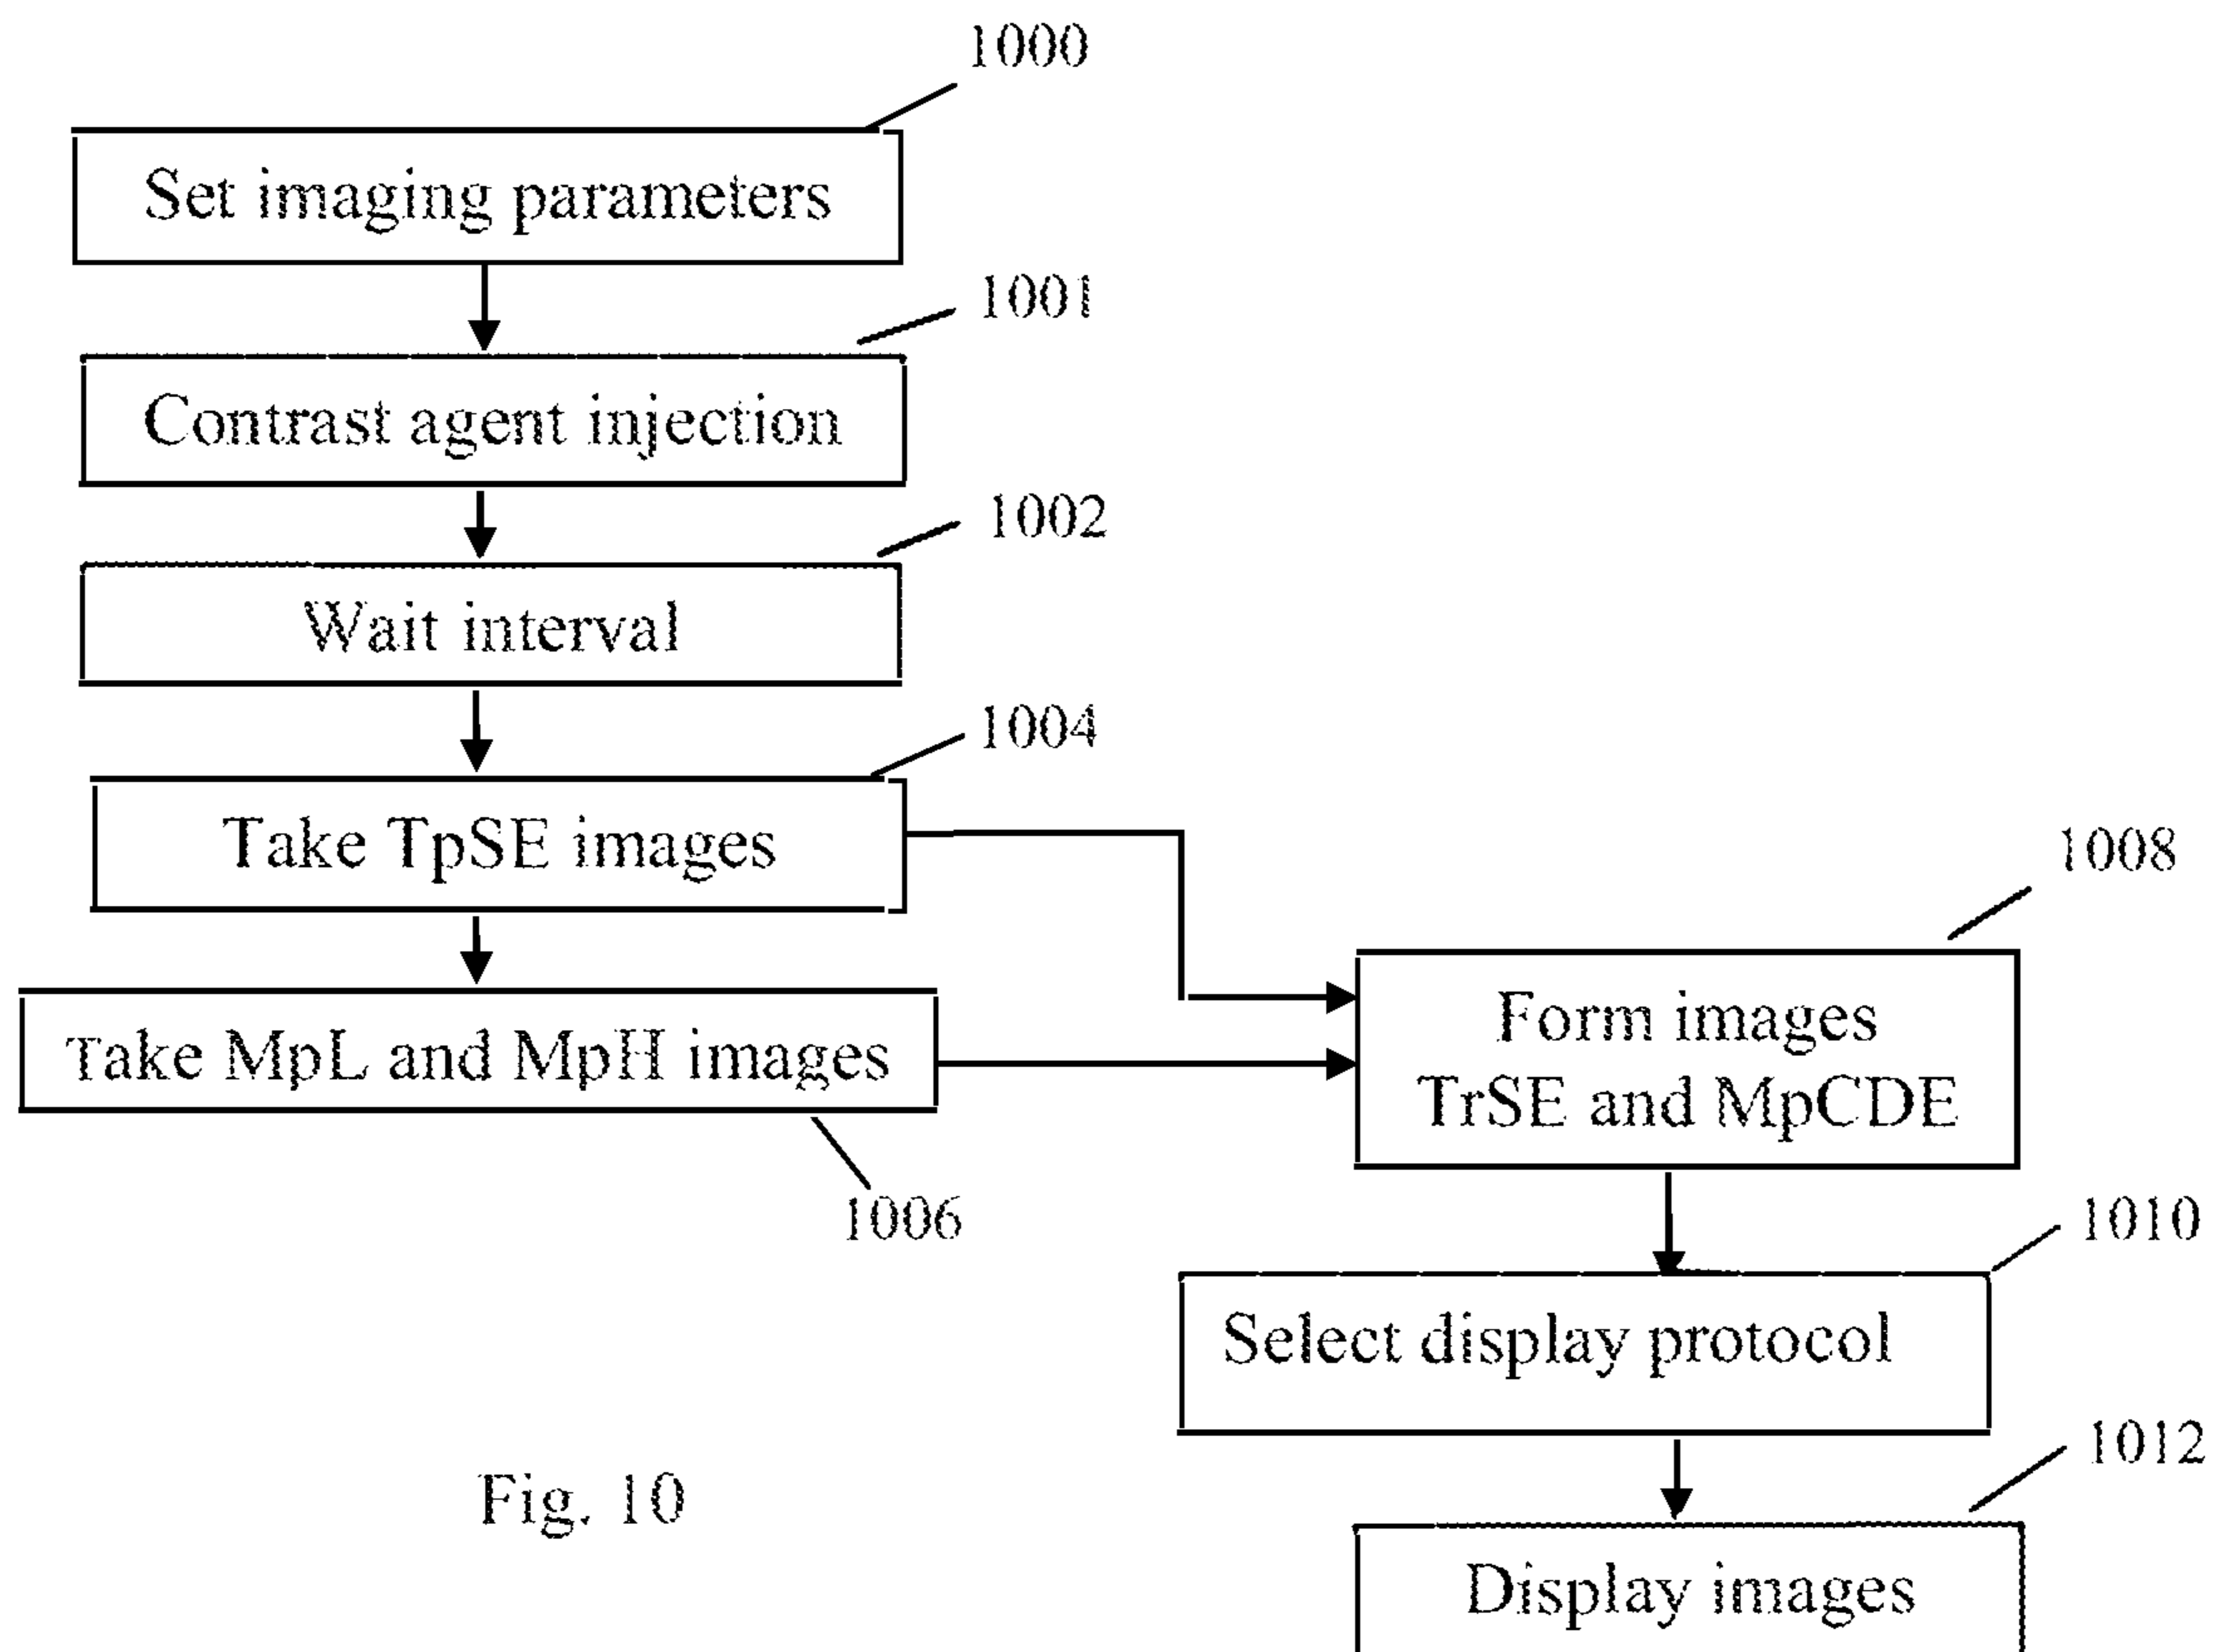 1000
Set imaging parameters
1001
Contrast agent injection
1002
Wait interval
1004
Take TpSE images
1008
Take MpL and MpH images
Form images
TrSE and MpCDE
1006
1010
Select display protocol
1012
Fig. 10
Display images